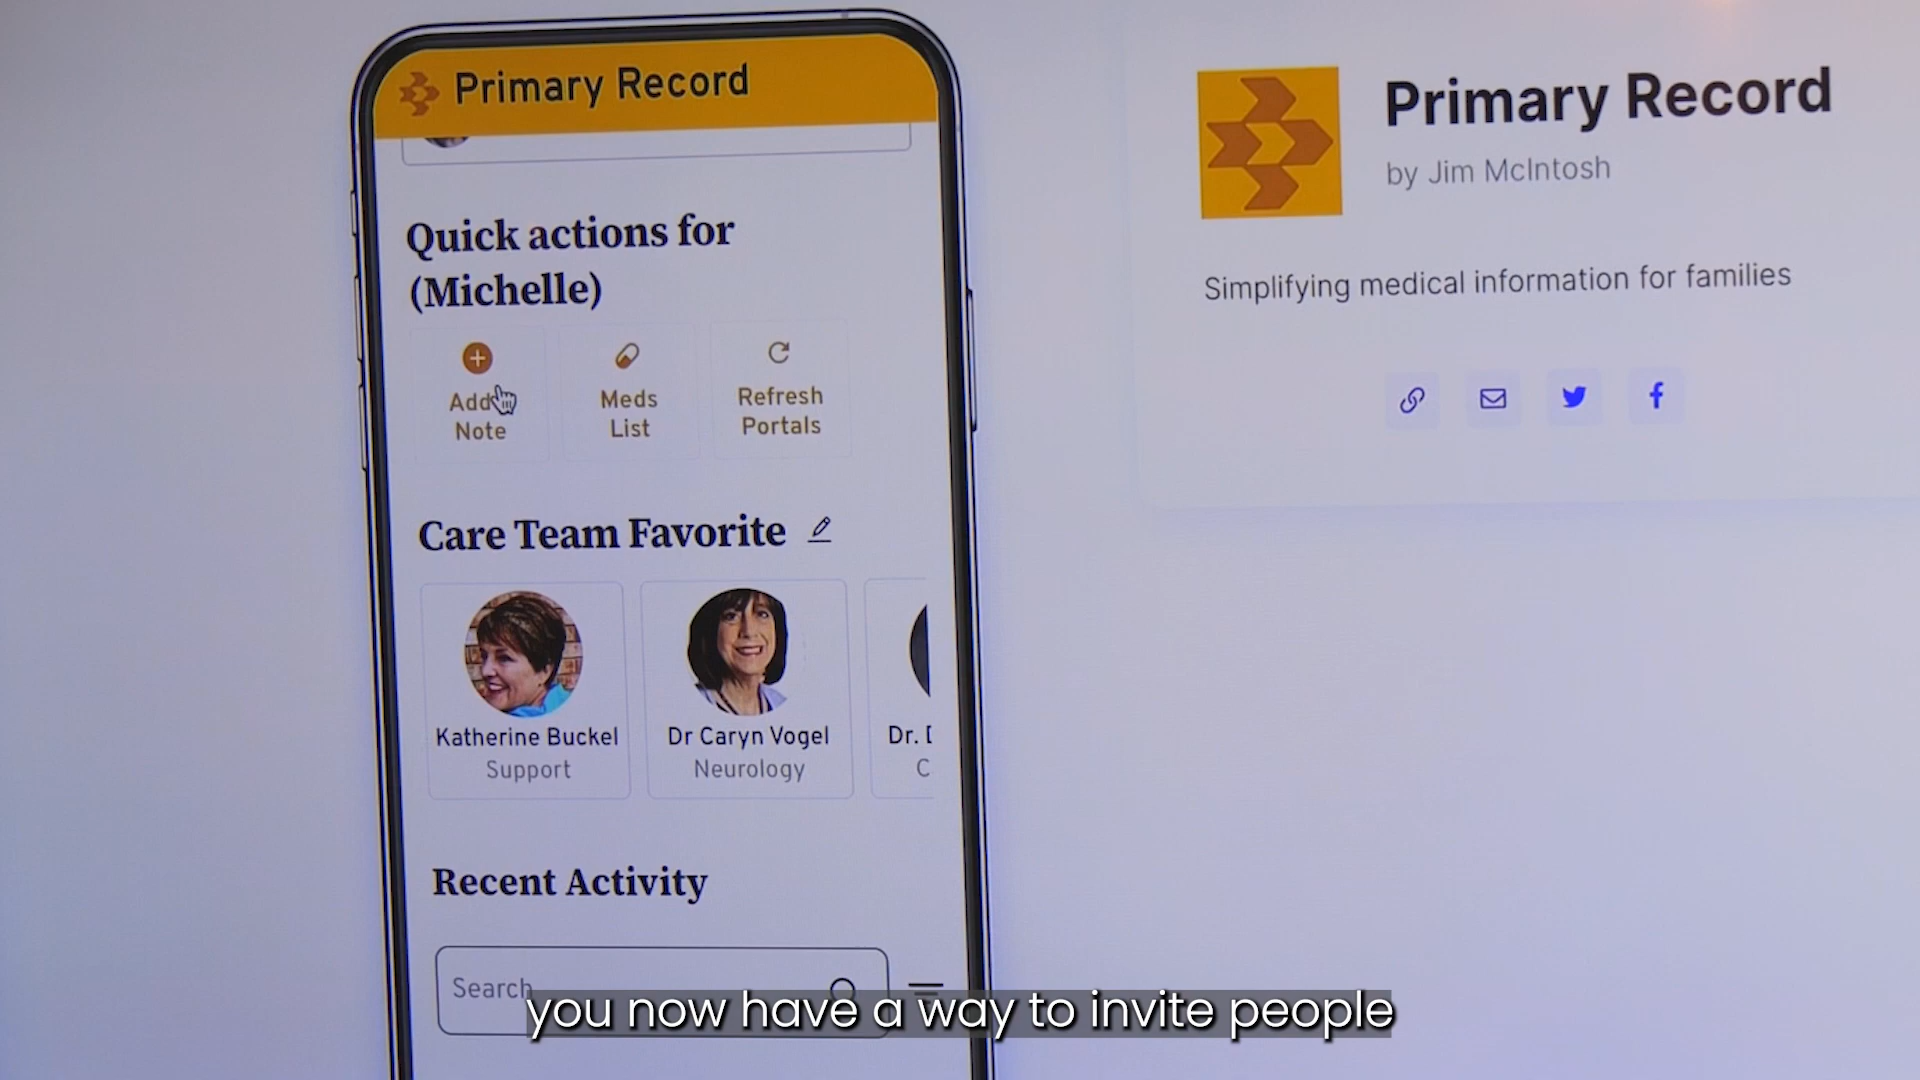 Primary Record
Quick actions for
(Michelle)
Add
Note
Meds
List
Refresh
Portals
Care Team Favorite
Katherine Buckel
Support
Dr Caryn Vogel
Neurology
Dr.
C
Recent Activity
Search
Primary Record
by Jim McIntosh
Simplifying medical information for families
you now have a way to invite people